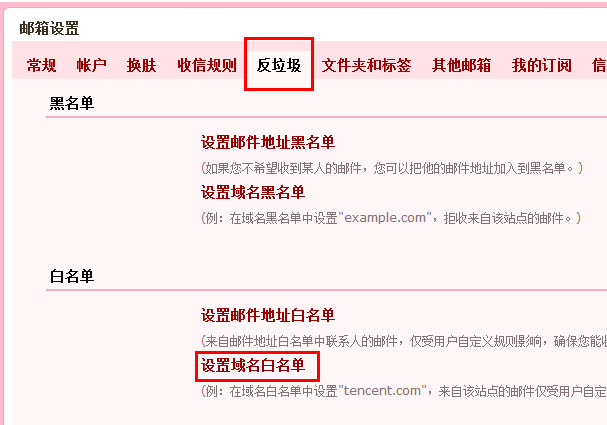 邮箱设置
常规 帐户 换肤 收信规则 反垃圾 文件夹和标签 其他邮箱 我的订阅 信
黑名单
设置邮件地址黑名单
(如果您不希望收到某人的邮件，您可以把他的邮件地址加入到黑名单。)
设置域名黑名单
(例：在域名黑名单中设置"example.com"，拒收来自该站点的邮件。)
白名单
设置邮件地址白名单
(来自邮件地址白名单中联系人的邮件，仅受用户自定义规则影响，确保您能收
设置域名白名单
(例：在域名白名单中设置"tencent.com"，来自该站点的邮件仅受用户自定